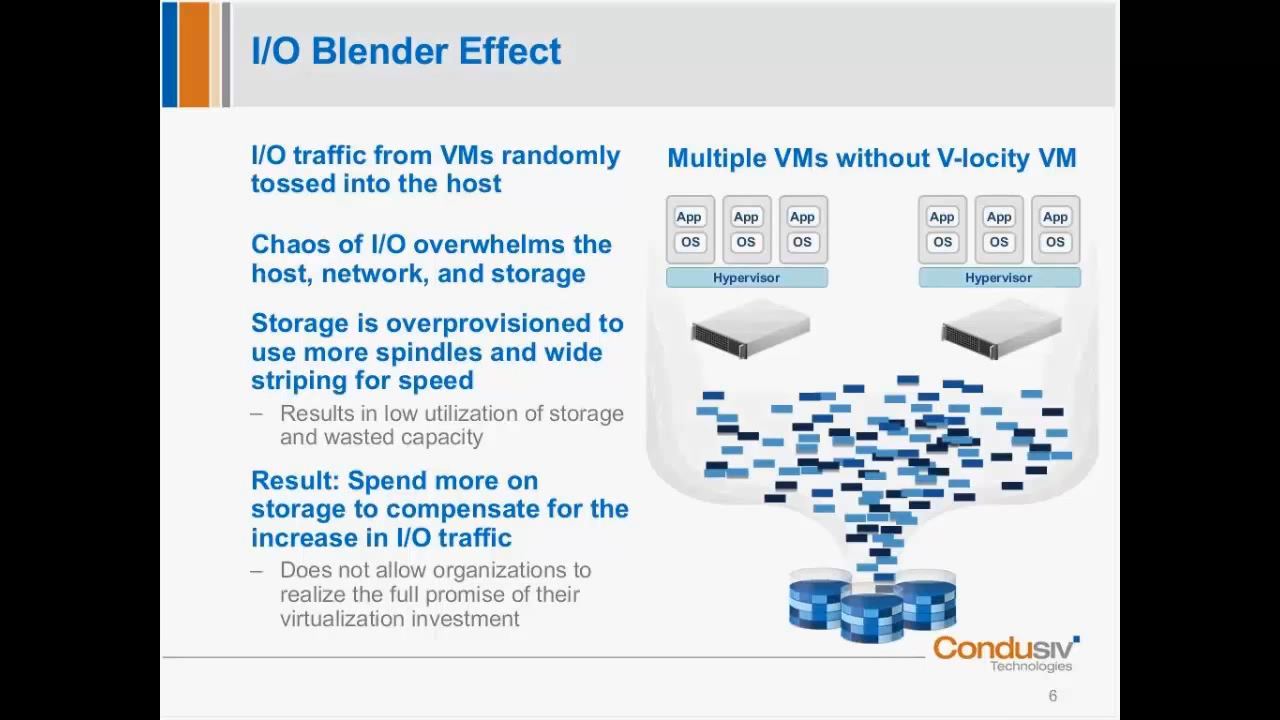 I/O Blender Effect
I/O traffic from VMs randomly
tossed into the host
Chaos of I/O overwhelms the
host, network, and storage
Storage is overprovisioned to
use more spindles and wide
striping for speed
– Results in low utilization of storage
and wasted capacity
Result: Spend more on
storage to compensate for the
increase in I/O traffic
– Does not allow organizations to
realize the full promise of their
virtualization investment
Multiple VMs without V-locity VM
App App App App App App
OS OS OS OS OS OS
Hypervisor Hypervisor
Condusiv
Technologies
6